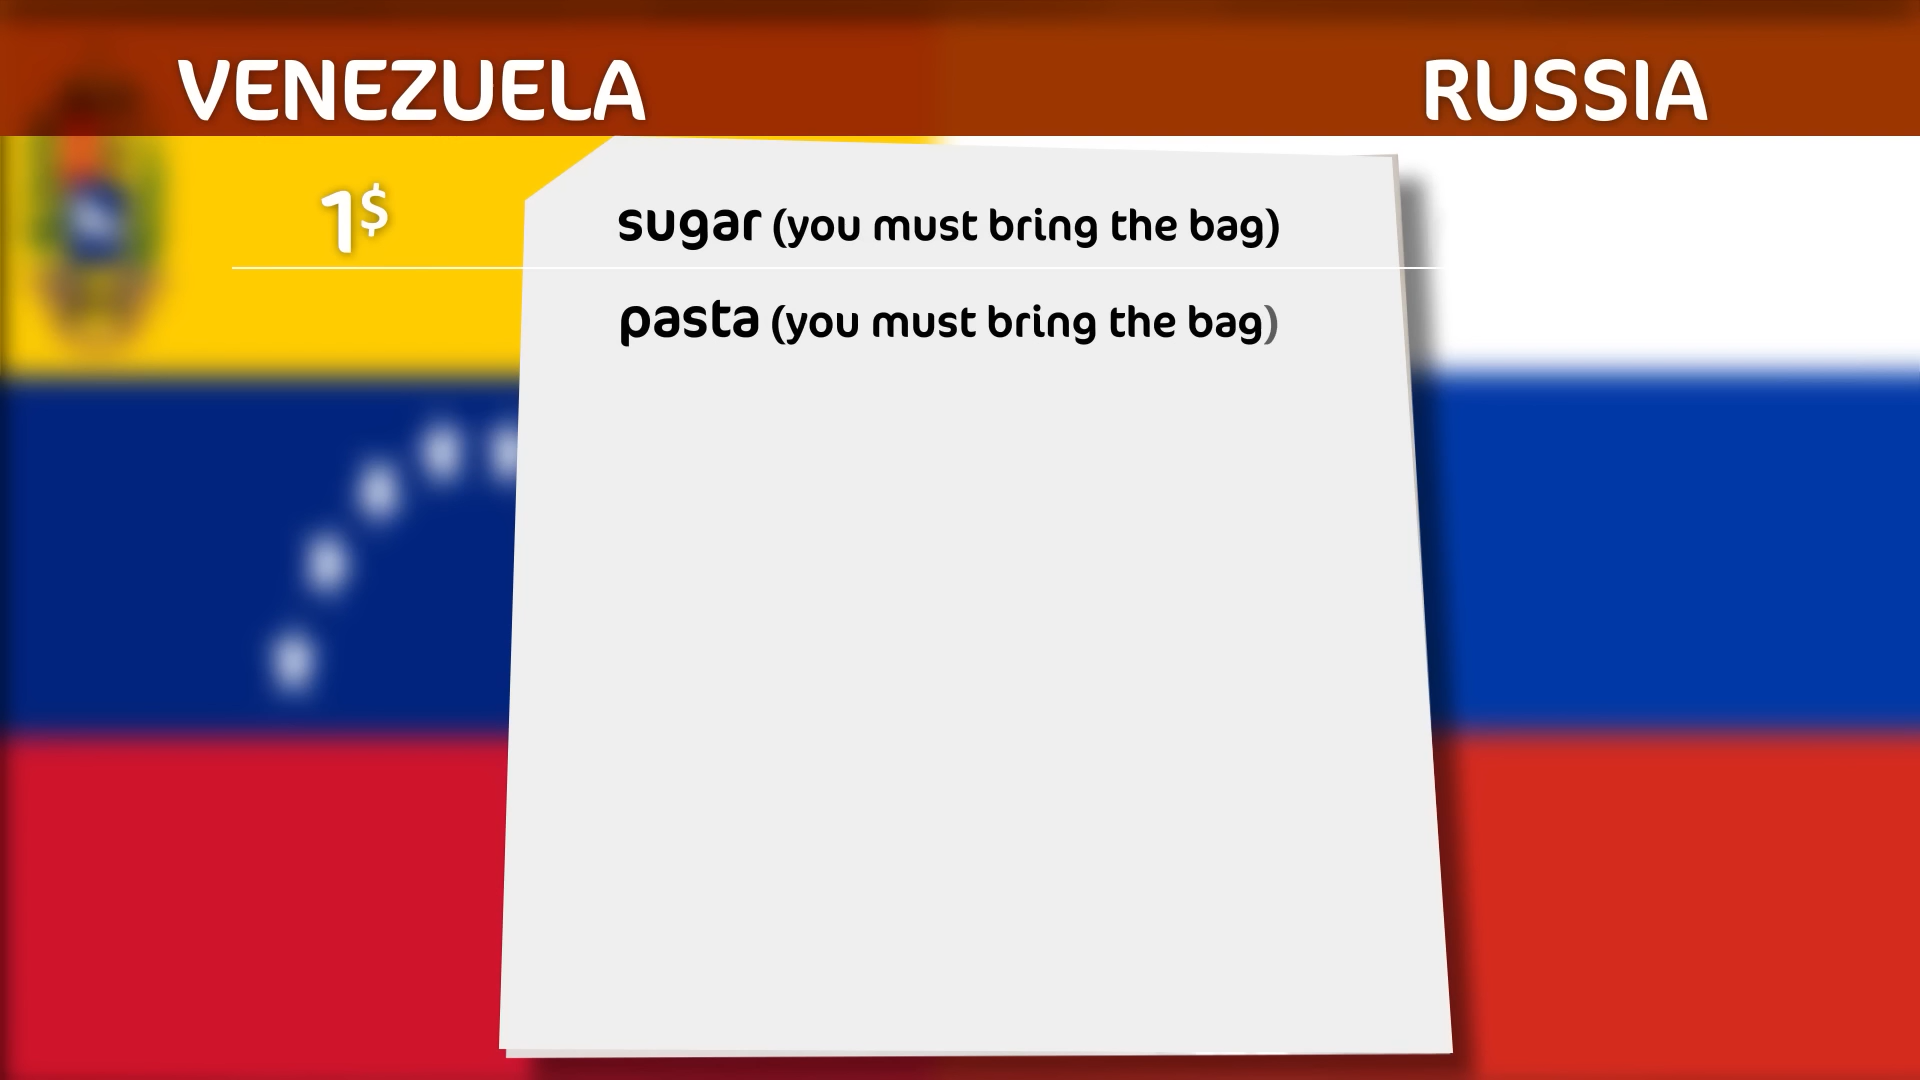 VENEZUELA RUSSIA
1$ sugar (you must bring the bag)
pasta (you must bring the bag)